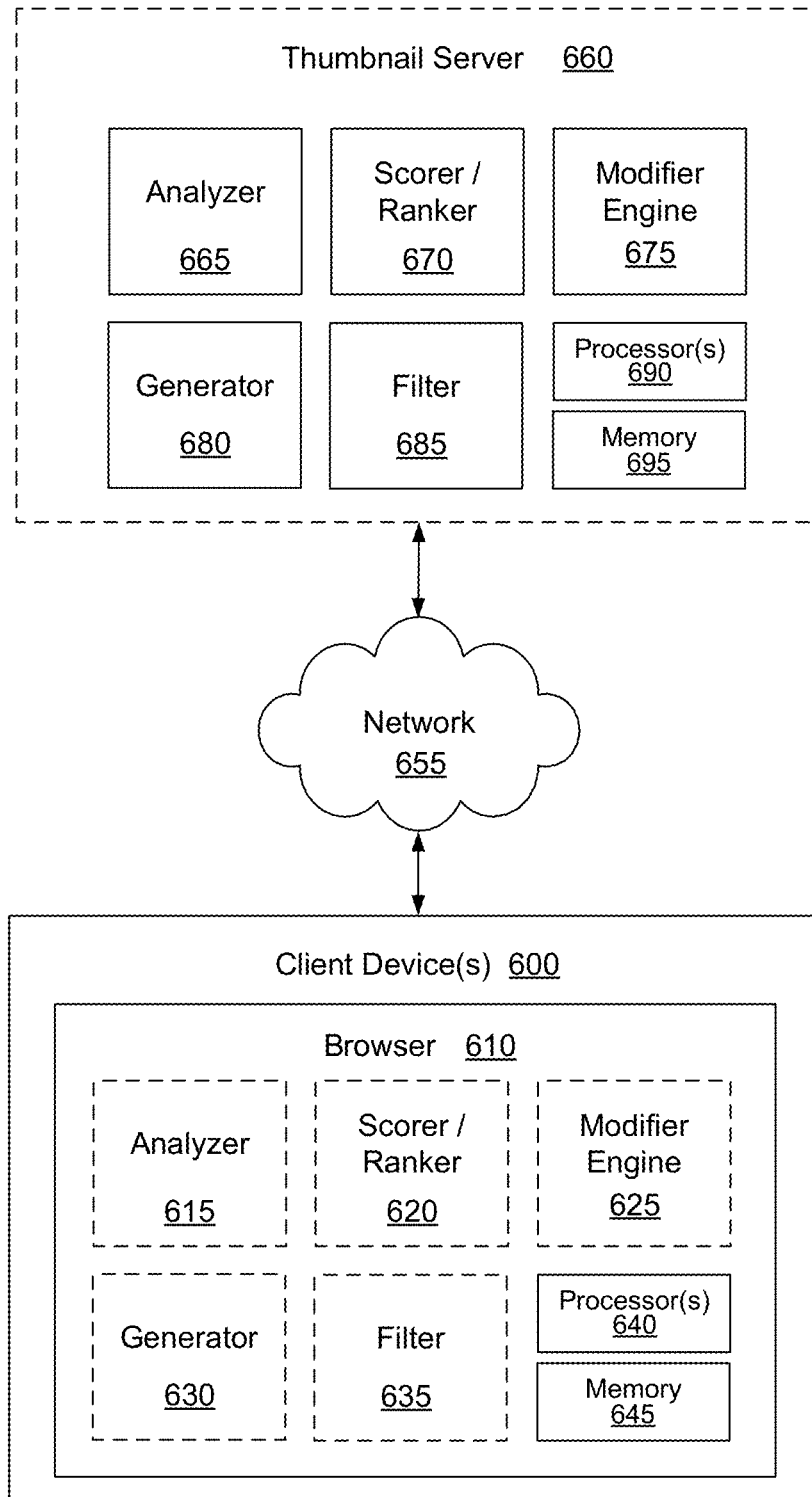 Thumbnail Server 660
Analyzer
665
Scorer /
Ranker
670
Modifier
Engine
675
Generator
680
Filter
685
Processor(s)
690
Memory
695
Network
655
Client Device(s) 600
Browser 610
Analyzer
615
Scorer /
Ranker
620
Modifier
Engine
625
Generator
630
Filter
635
Processor(s)
640
Memory
645